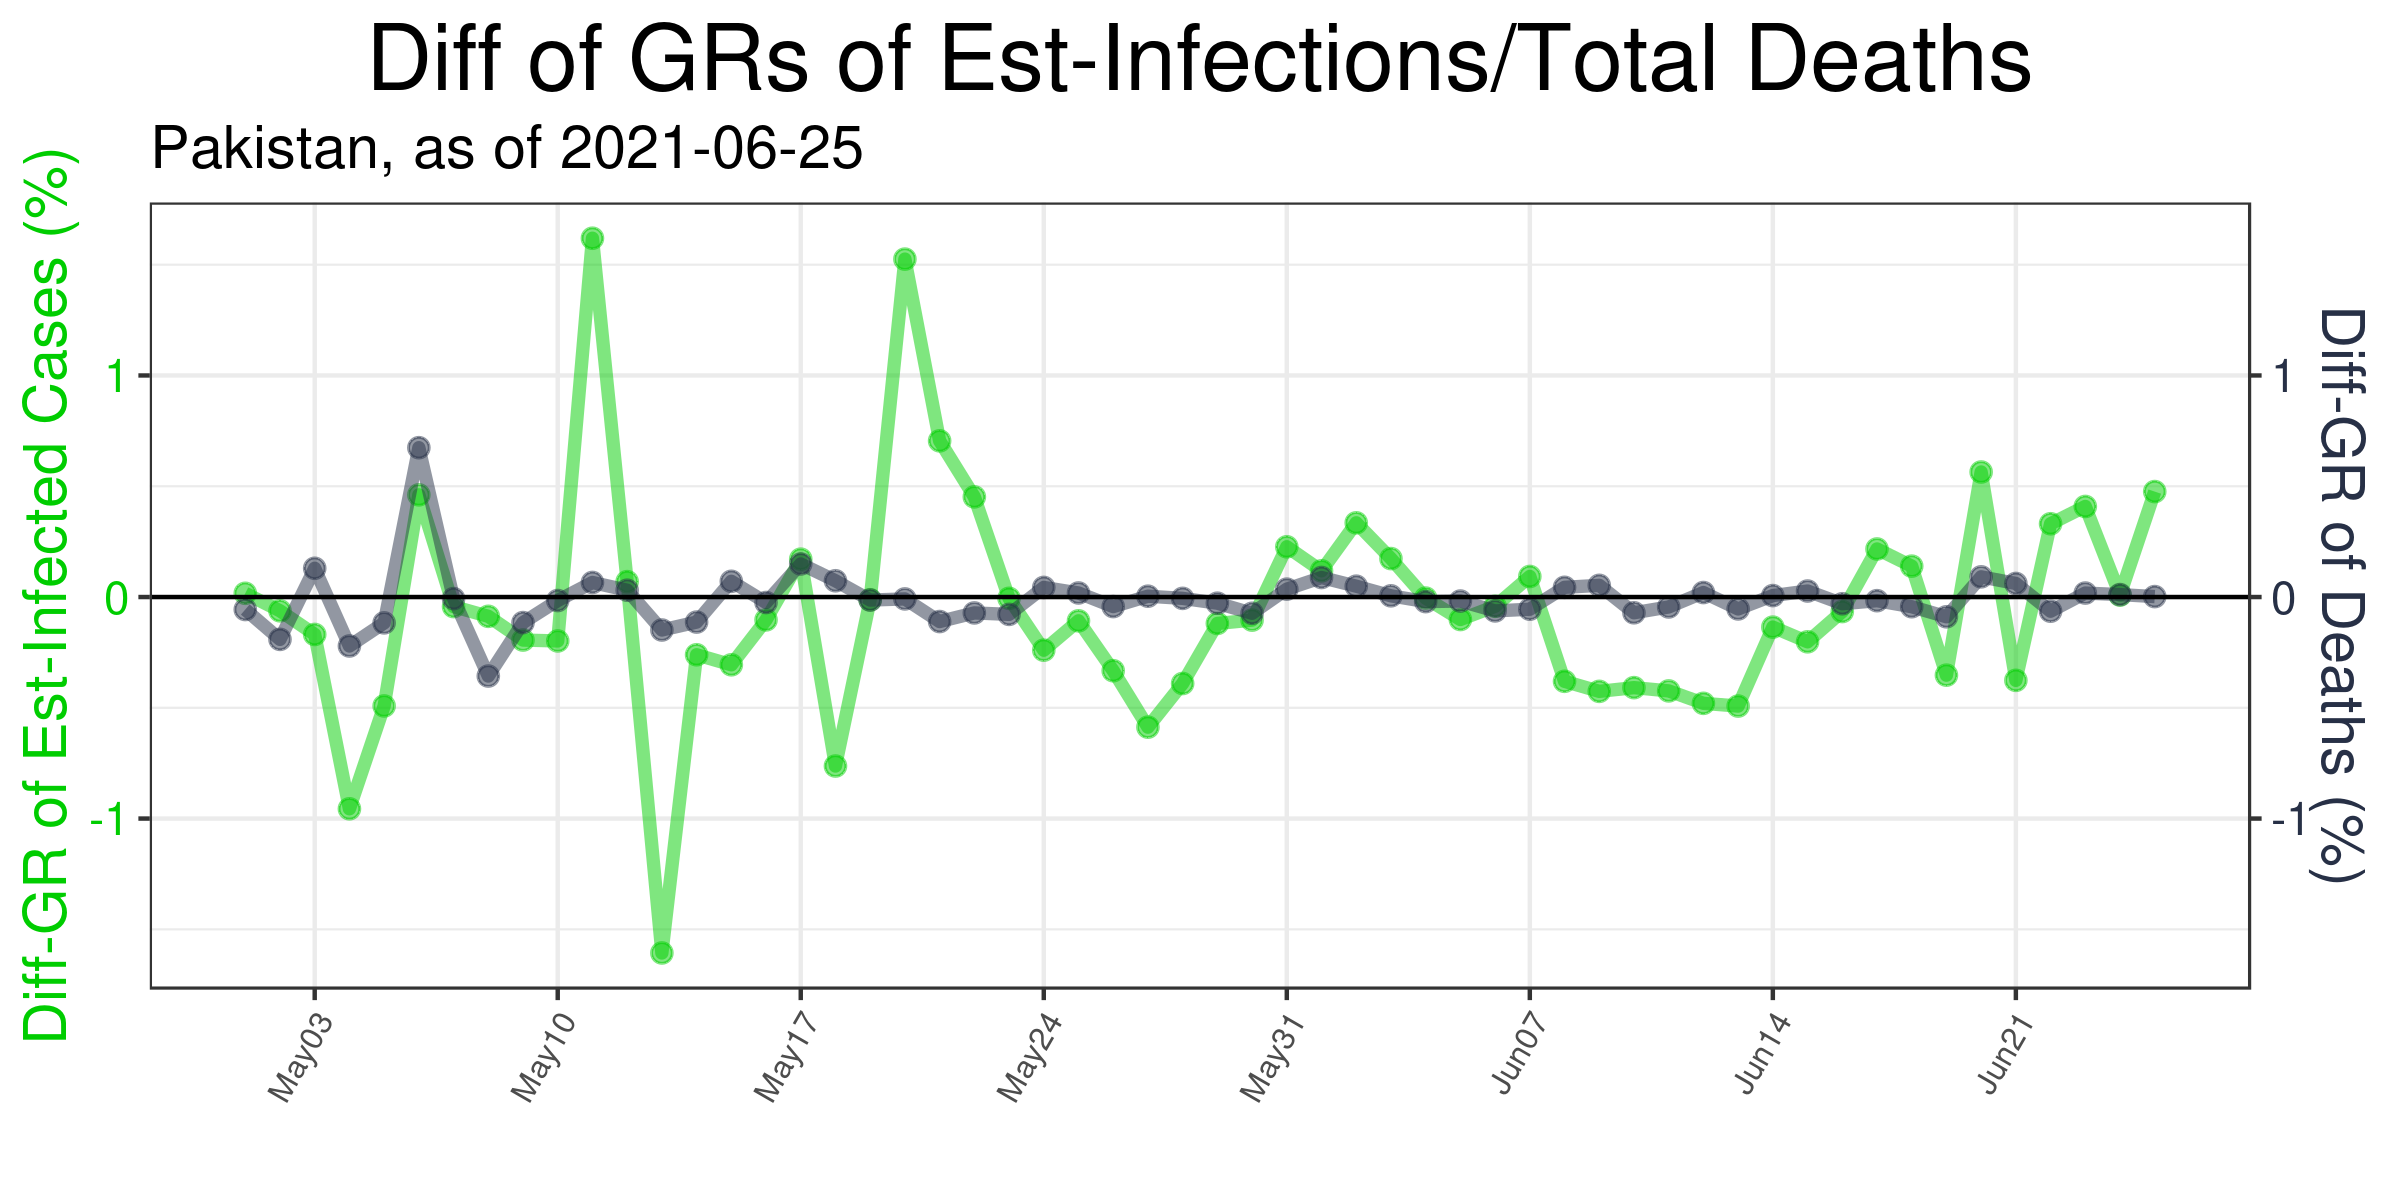 Diff of GRs of Est-Infections/Total Deaths
Pakistan, as of 2021-06-25
Diff-GR of Est-Infected Cases (%)
1
0
-1
1
0
-1
Diff-GR of Deaths (%)
May03
May10
May17
May24
May31
Jun07
Jun14
Jun21